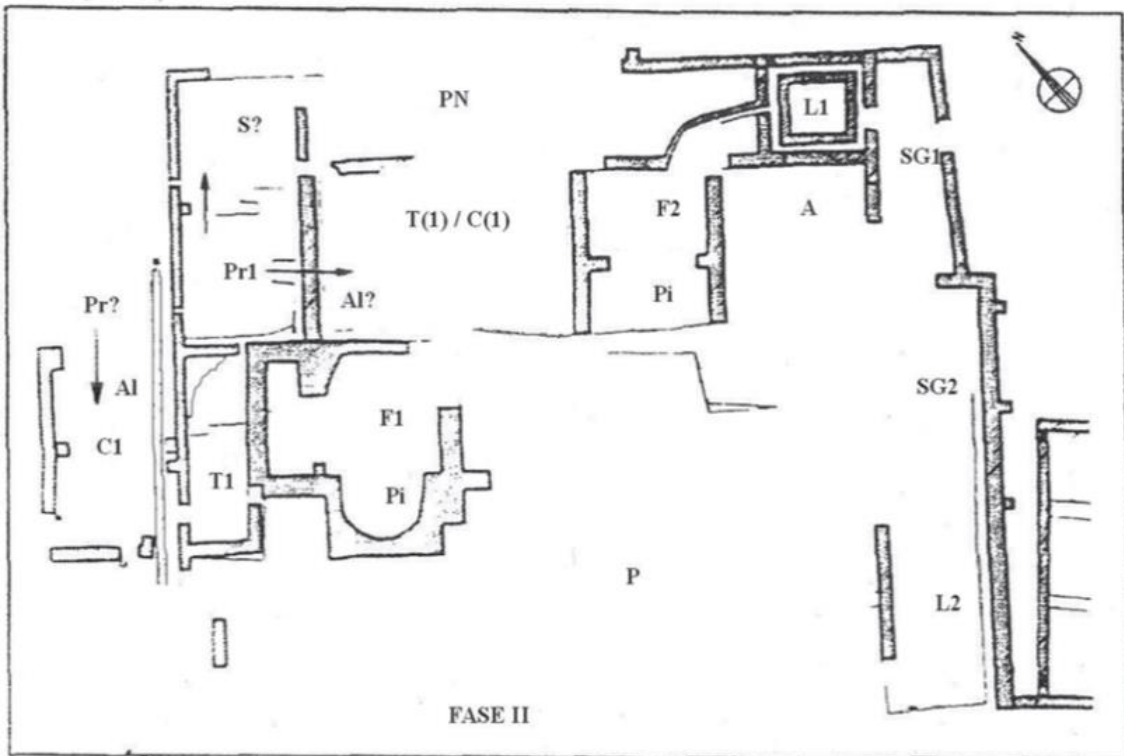 N
PN
L1
S?
SG1
F2
A
T(1) / C(1)
Pr1
Pi
Al?
Pr?
Al
SG2
F1
C1
T1
Pi
P
L2
FASE II